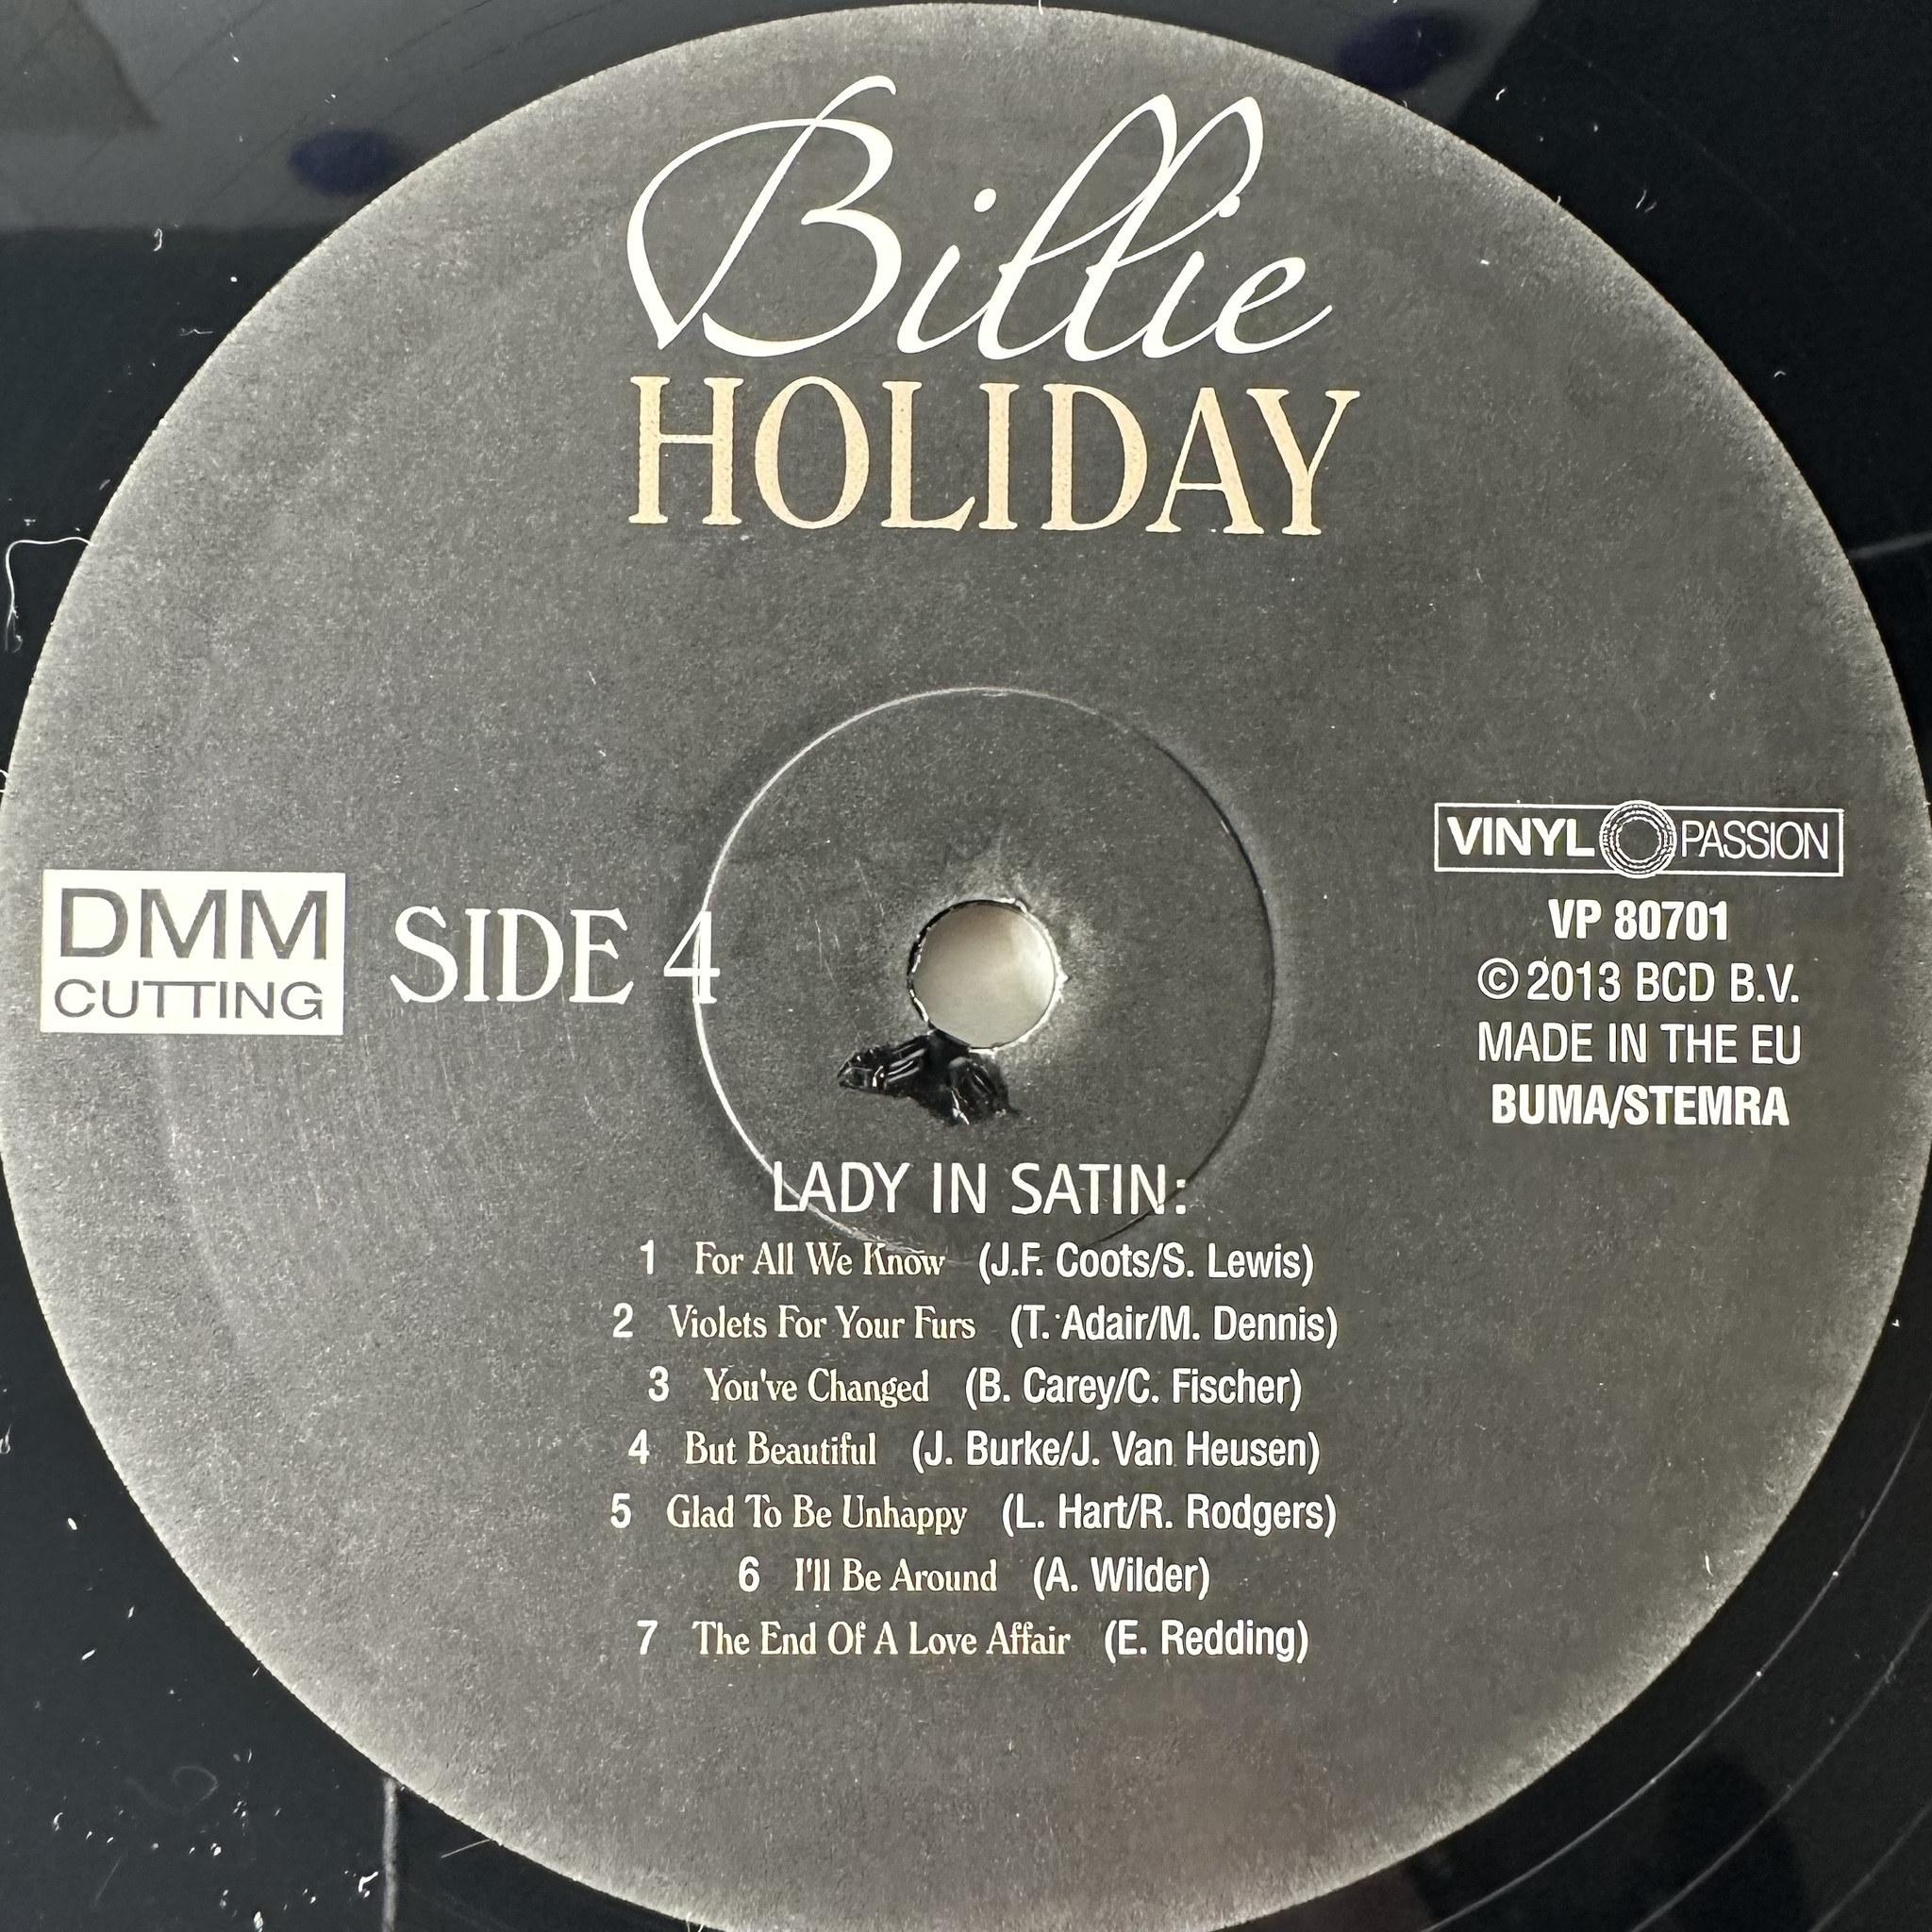 Billie
HOLIDAY
DMM
CUTTING
SIDE 4
VINYL PASSION
VP 80701
© 2013 BCD B.V.
MADE IN THE EU
BUMA/STEMRA
LADY IN SATIN:
1 For All We Know (J.F. Coots/S. Lewis)
2 Violets For Your Furs (T. Adair/M. Dennis)
3 You've Changed (B. Carey/C. Fischer)
4 But Beautiful (J. Burke/J. Van Heusen)
5 Glad To Be Unhappy (L. Hart/R. Rodgers)
6 I'll Be Around (A. Wilder)
7 The End Of A Love Affair (E. Redding)